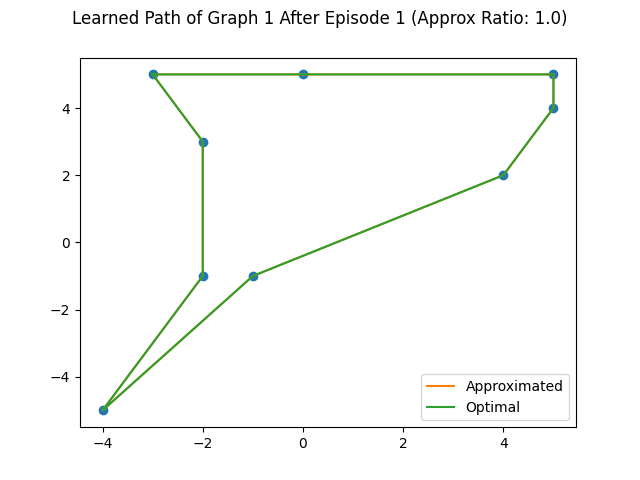 Learned Path of Graph 1 After Episode 1 (Approx Ratio: 1.0)
4
2
0
−2
−4
Approximated
Optimal
−4 −2 0 2 4